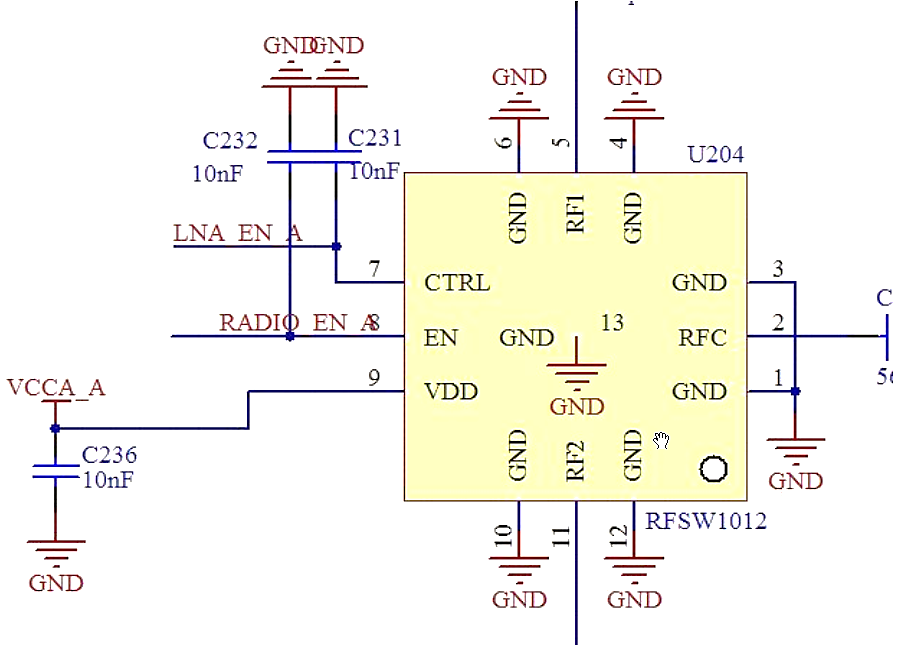 GND GND
GND
GND
C232
C231
10nF
10nF
6
5
4
U204
GND
RF1
GND
LNA_EN_A
7
CTRL
GND
3
RADIO_EN_A
8
EN
GND
13
RFC
2
C
VCCA_A
9
VDD
GND
GND
1
56
C236
10nF
GND
RF2
GND
GND
10
11
12
RFSW1012
GND
GND
GND